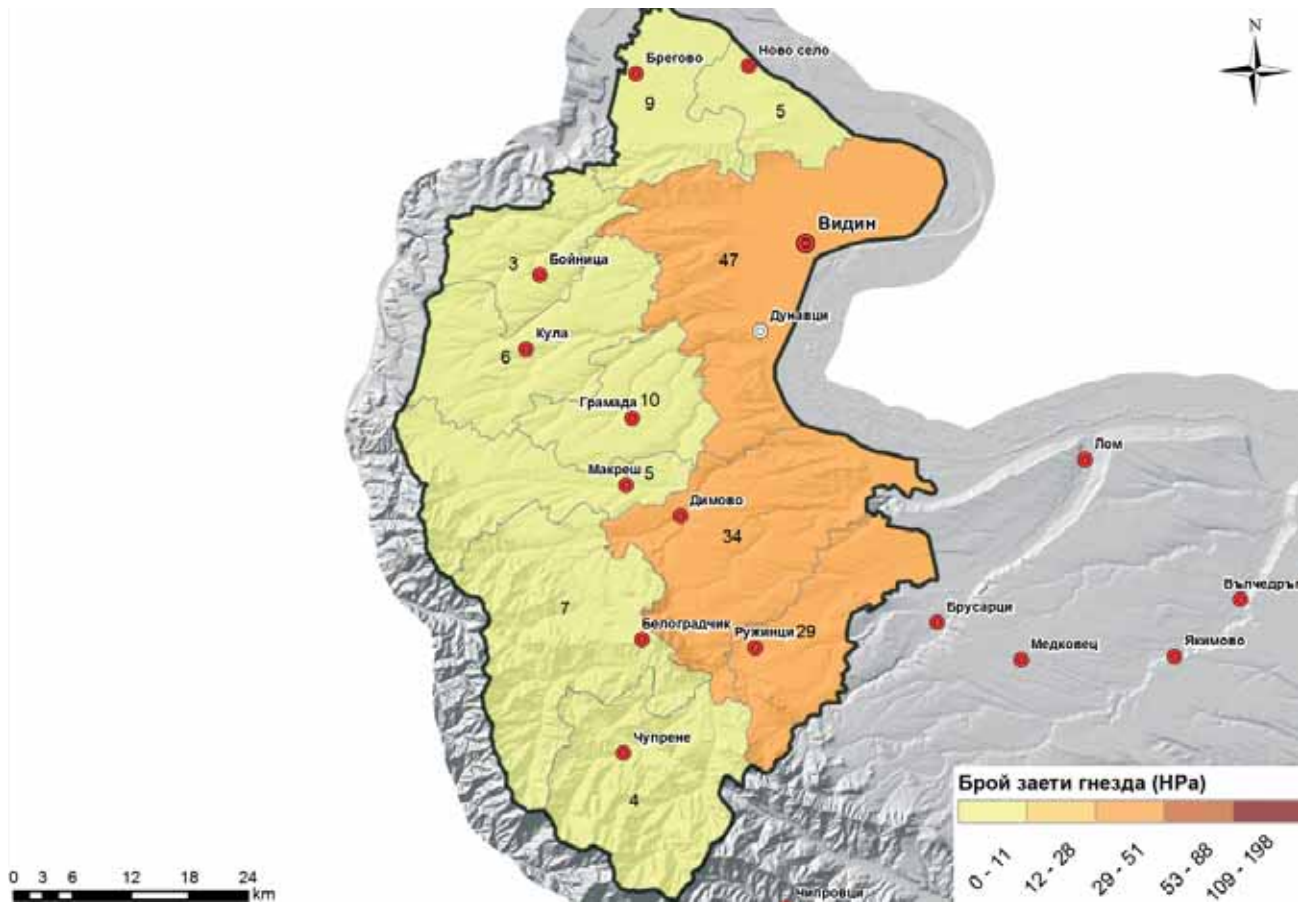 N
Брегово
Ново село
9
5
Видин
47
3
Бойница
Дунавци
Кула
6
Грамада
10
Лом
Макреш
5
Димово
34
7
Вълчедръм
Брусарци
Белоградчик
Ружинци
29
Медковец
Якимово
Чупрене
4
Брой заети гнезда (HPa)
0 - 11
12 - 28
29 - 51
53 - 88
109 - 198
0 3 6 12 18 24
km
Чипровци